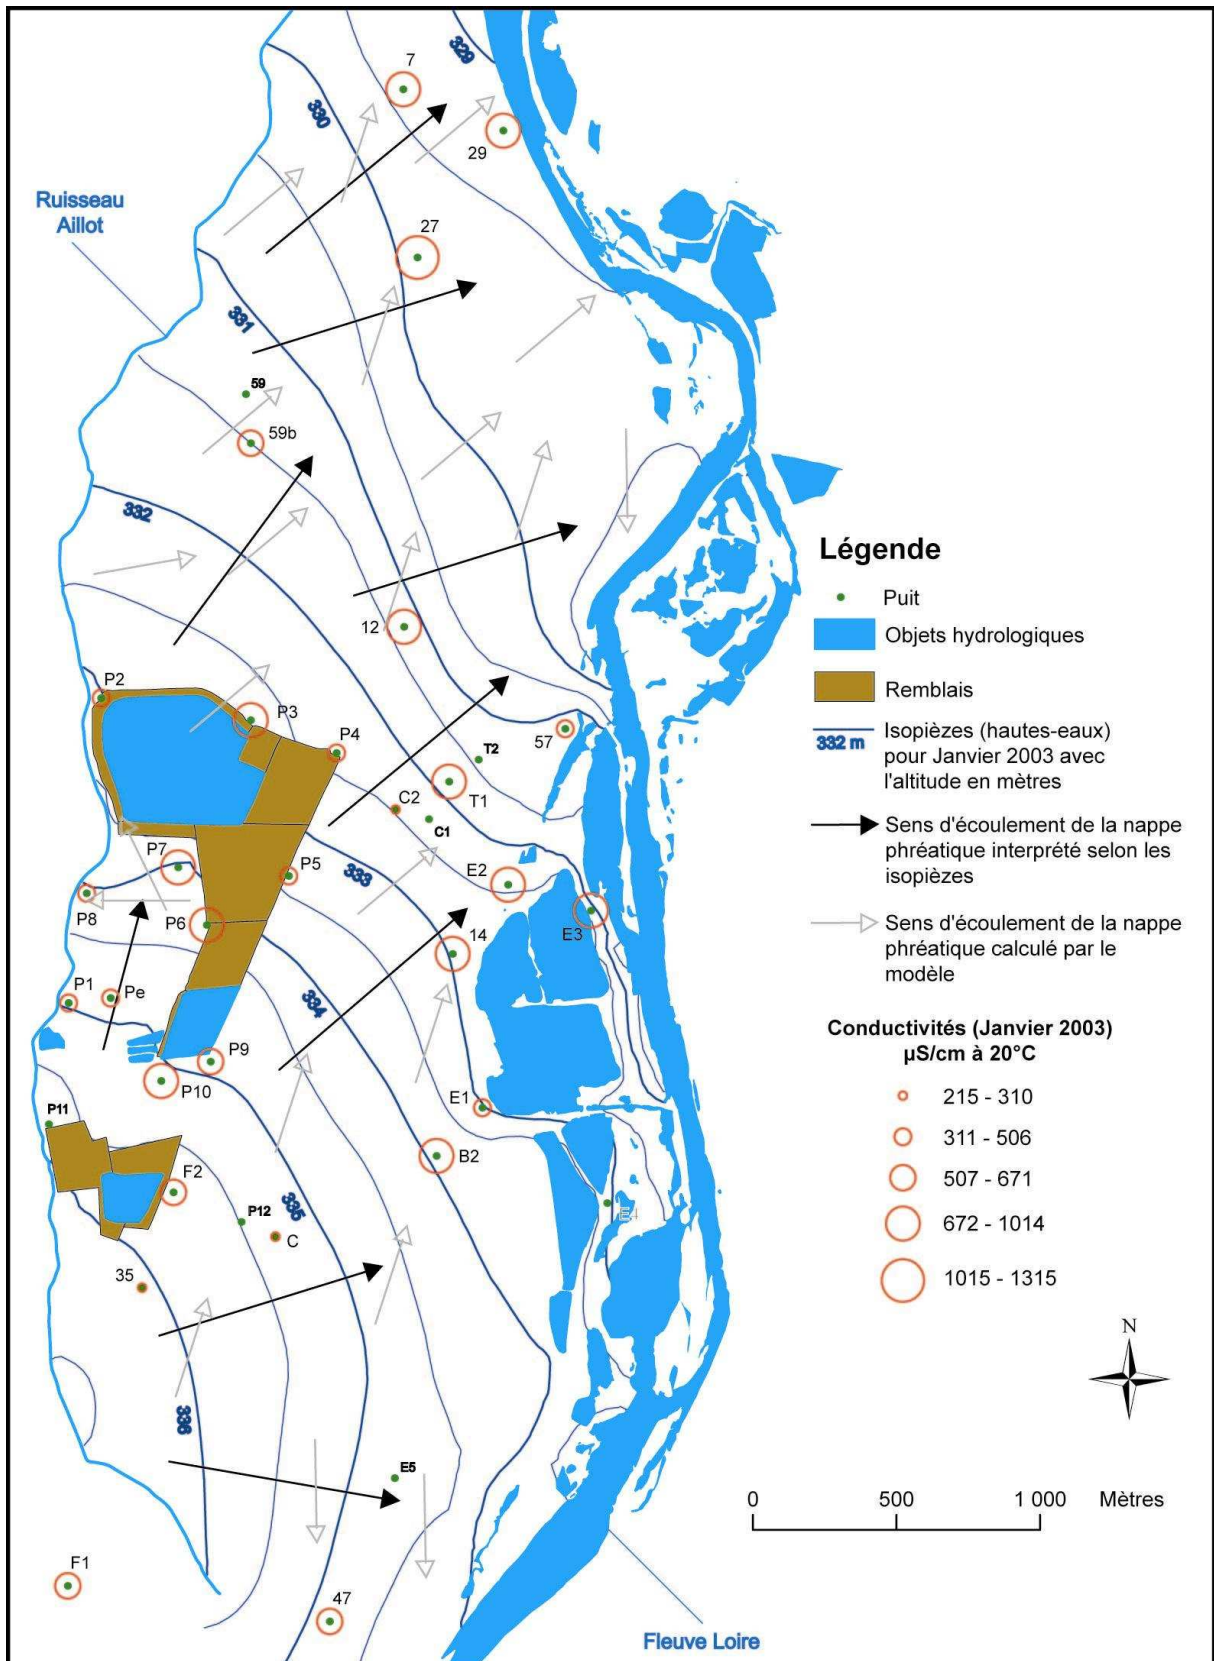 7
329
330
29
Ruisseau
Aillot
27
331
59
59b
332
Légende
Puit
12
Objets hydrologiques
P2
Remblais
P3
P4
57
T2
Isopièzes (hautes-eaux)
332 m
pour Janvier 2003 avec
l'altitude en mètres
C2
T1
C1
Sens d'écoulement de la nappe
phréatique interprété selon les
isopièzes
P7
P5
333
E2
P8
P6
E3
14
Sens d'écoulement de la nappe
phréatique calculé par le
modèle
P1
Pe
334
Conductivités (Janvier 2003)
µS/cm à 20°C
P9
P10
215 - 310
P11
E1
311 - 506
B2
F2
507 - 671
335
P12
E4
C
672 - 1014
35
1015 - 1315
N
336
E5
0 500 1 000 Mètres
F1
47
Fleuve Loire